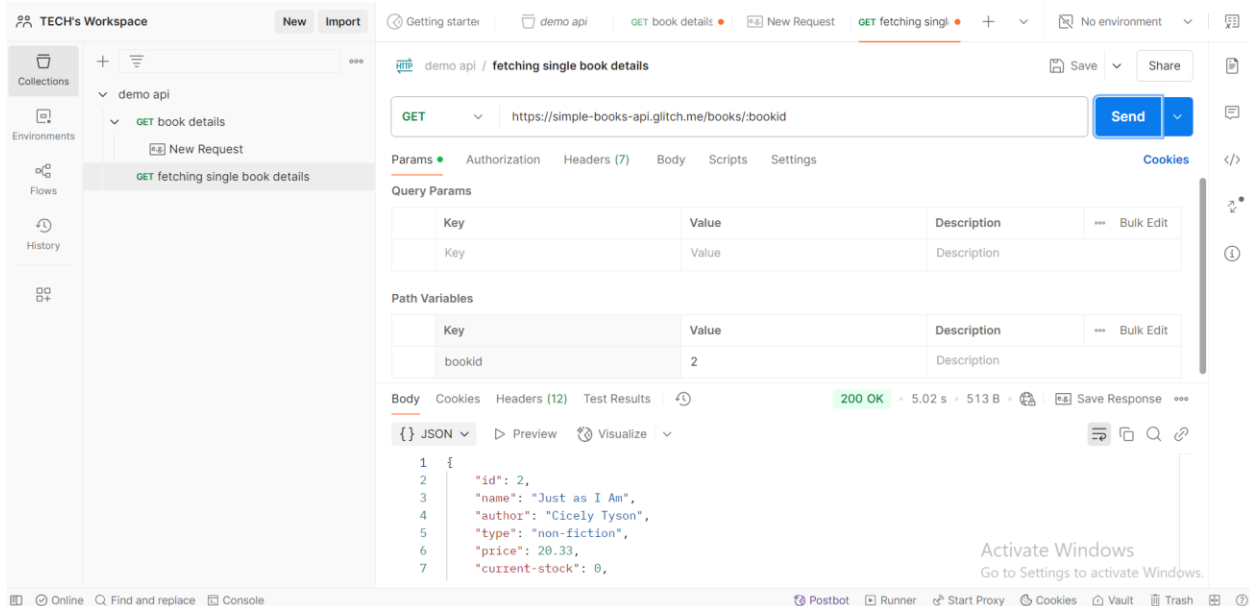 TECH's Workspace New Import Getting starte demo api GET book details New Request GET fetching singl No environment
Collections
demo api
GET book details
New Request
GET fetching single book details
Environments
Flows
History
HTTP demo api / fetching single book details Save Share
GET https://simple-books-api.glitch.me/books/:bookid Send
Params Authorization Headers (7) Body Scripts Settings Cookies
Query Params
Key Value Description Bulk Edit
Key Value Description
Path Variables
Key Value Description Bulk Edit
bookid 2 Description
Body Cookies Headers (12) Test Results 200 OK 5.02 s 513 B e.g. Save Response
{} JSON Preview Visualize
1 {
2 "id": 2,
3 "name": "Just as I Am",
4 "author": "Cicely Tyson",
5 "type": "non-fiction",
6 "price": 20.33,
7 "current-stock": 0,
Activate Windows
Go to Settings to activate Windows.
Online Find and replace Console Postbot Runner Start Proxy Cookies Vault Trash